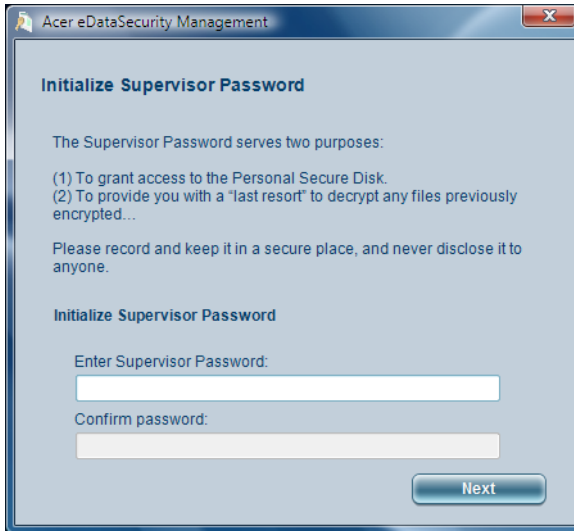 Acer eDataSecurity Management
Initialize Supervisor Password
The Supervisor Password serves two purposes:
(1) To grant access to the Personal Secure Disk.
(2) To provide you with a “last resort” to decrypt any files previously
encrypted...
Please record and keep it in a secure place, and never disclose it to
anyone.
Initialize Supervisor Password
Enter Supervisor Password:
Confirm password:
Next